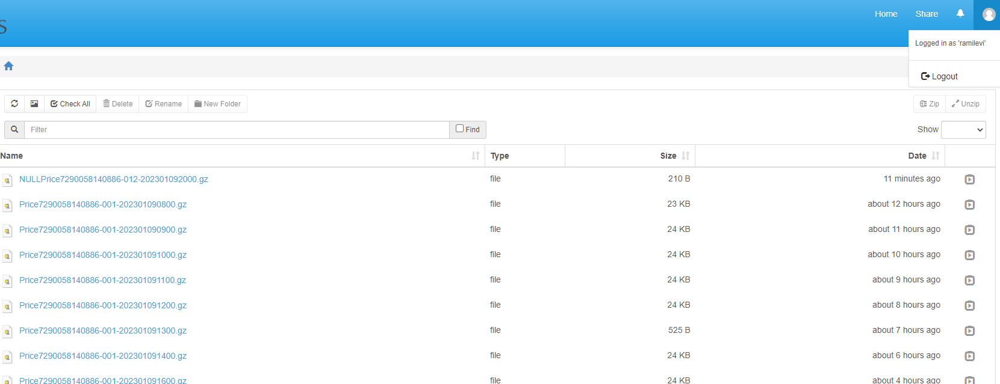 Home Share
S
Logged in as 'ramilevi'
Logout
Check All Delete Rename New Folder Zip Unzip
Filter Find Show
Name Type Size Date
NULLPrice7290058140886-012-202301092000.gz file 210 B 11 minutes ago
Price7290058140886-001-202301090800.gz file 23 KB about 12 hours ago
Price7290058140886-001-202301090900.gz file 24 KB about 11 hours ago
Price7290058140886-001-202301091000.gz file 24 KB about 10 hours ago
Price7290058140886-001-202301091100.gz file 24 KB about 9 hours ago
Price7290058140886-001-202301091200.gz file 24 KB about 8 hours ago
Price7290058140886-001-202301091300.gz file 525 B about 7 hours ago
Price7290058140886-001-202301091400.gz file 24 KB about 6 hours ago
Price7290058140886-001-202301091600.gz file 24 KB about 4 hours ago